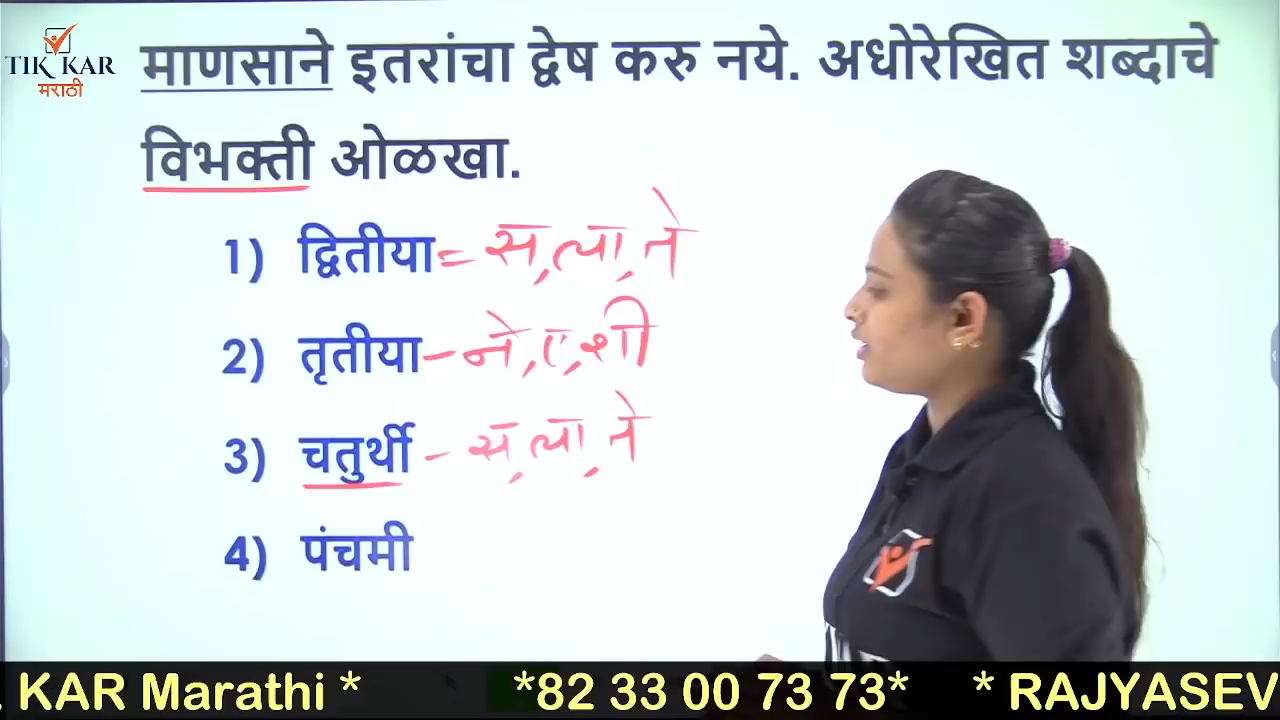 TIK KAR
मराठी
माणसाने इतरांचा द्वेष करु नये. अधोरेखित शब्दाचे
विभक्ती ओळखा.
1) द्वितीया = स, ला, ते
2) तृतीया - ने, ए, शी
3) चतुर्थी - स, ला, ते
4) पंचमी
. KAR Marathi * *82 33 00 73 73* * RAJYASEV